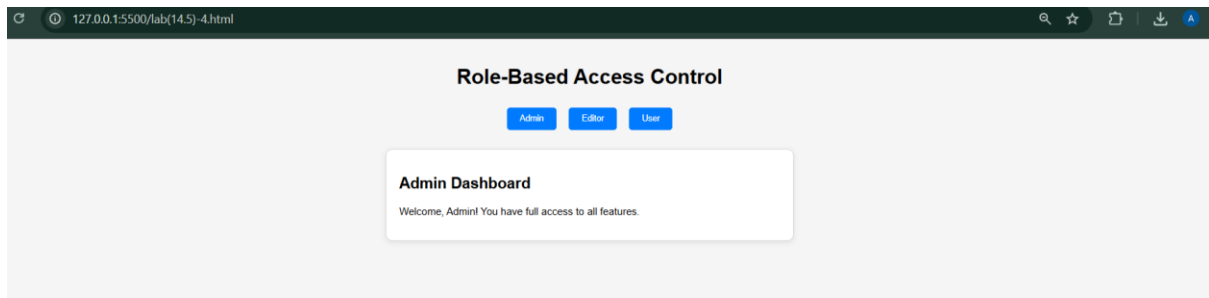 127.0.0.1:5500/lab(14.5)-4.html
A
Role-Based Access Control
Admin Editor User
Admin Dashboard
Welcome, Admin! You have full access to all features.